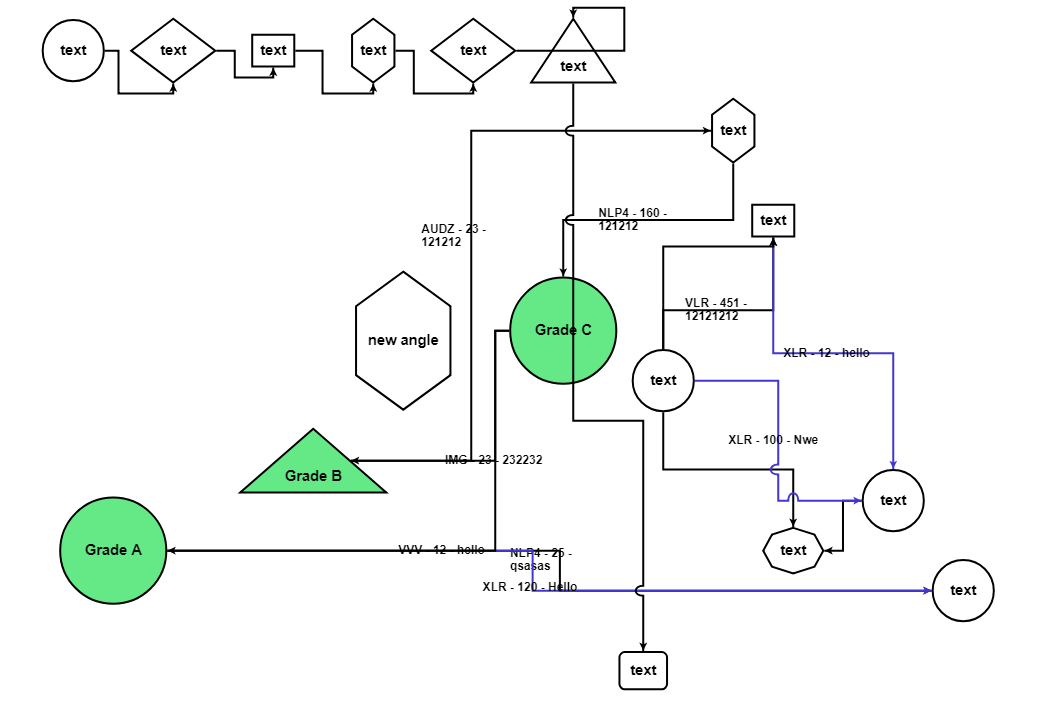 text
text
text
text
text
text
text
text
NLP4 - 160 -
121212
AUDZ - 23 -
121212
VLR - 451 -
12121212
Grade C
new angle
XLR - 12 - hello
text
XLR - 100 - Nwe
IMG - 23 - 232232
Grade B
text
Grade A
VVV - 12 - hello
NLP4 - 25 -
qsasas
text
XLR - 120 - Hello
text
text